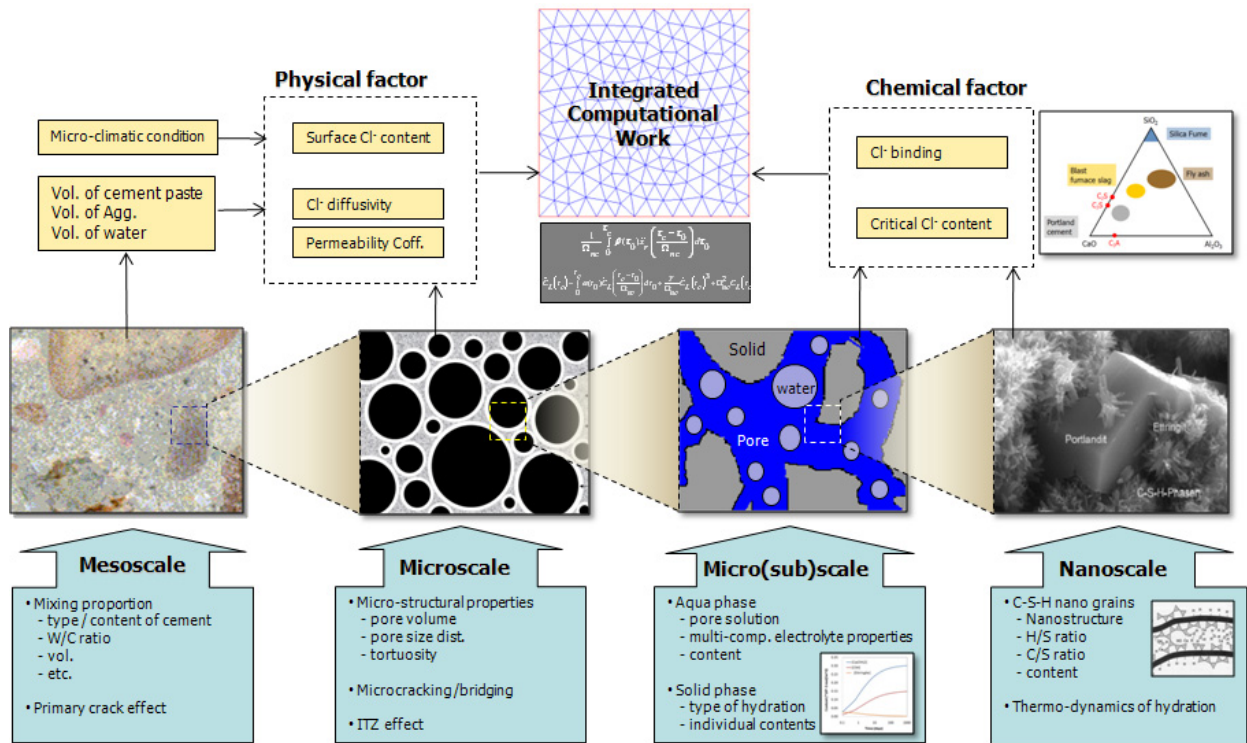 Physical factor
Integrated
Computational
Work
Chemical factor
Micro-climatic condition
Surface Cl⁻ content
Cl⁻ binding
SiO₂
Silica Fume
Vol. of cement paste
Vol. of Agg.
Vol. of water
Cl⁻ diffusivity
Permeability Coff.
Critical Cl⁻ content
Blast
furnace slag
Fly ash
C₃S
C₂S
Portland
cement
CaO
C₃A
Al₂O₃
Solid
water
Pore
Portlandit
Ettringit
C-S-H-Phasen
Mesoscale
• Mixing proportion
- type / content of cement
- W/C ratio
- vol.
- etc.
• Primary crack effect
Microscale
• Micro-structural properties
- pore volume
- pore size dist.
- tortuosity
• Microcracking/bridging
• ITZ effect
Micro(sub)scale
• Aqua phase
- pore solution
- multi-comp. electrolyte properties
- content
• Solid phase
- type of hydration
- individual contents
Nanoscale
• C-S-H nano grains
- Nanostructure
- H/S ratio
- C/S ratio
- content
• Thermo-dynamics of hydration